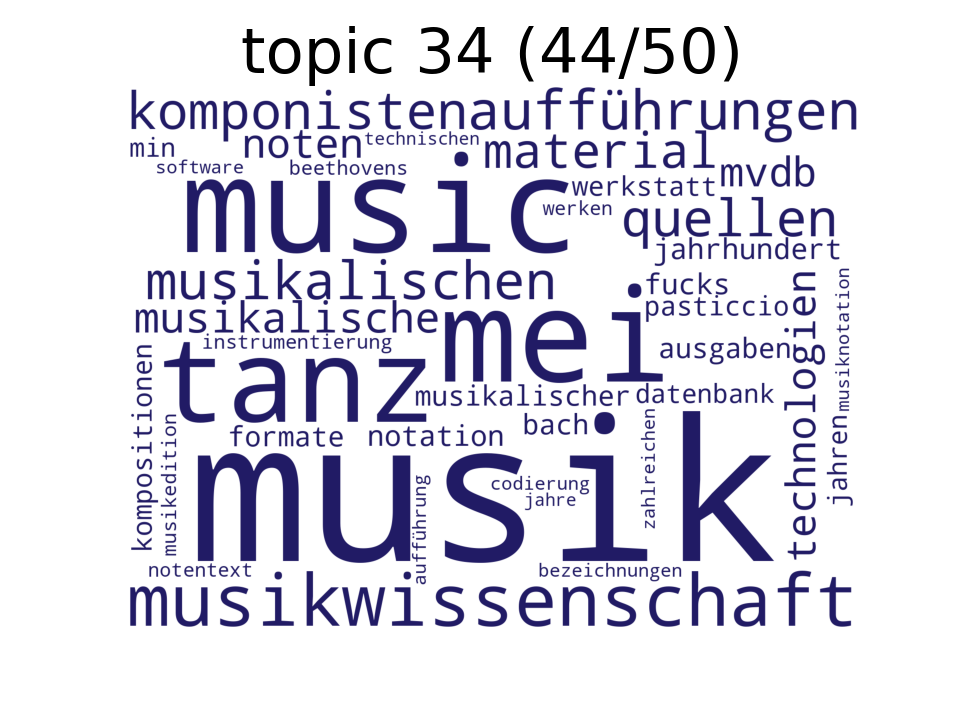 topic 34 (44/50)
komponisten
aufführungen
min
noten
technischen
material
software
beethovens
music
werkstatt
mvdb
werken
quellen
jahrhundert
musikalischen
fucks
mei
pasticcio
musikalische
instrumentierung
ausgaben
technologien
musiknotation
tanz
musikalischer
datenbank
kompositionen
musikedition
formate
notation
bach
zahlreichen
jahren
musik
codierung
jahre
aufführung
notentext
bezeichnungen
musikwissenschaft